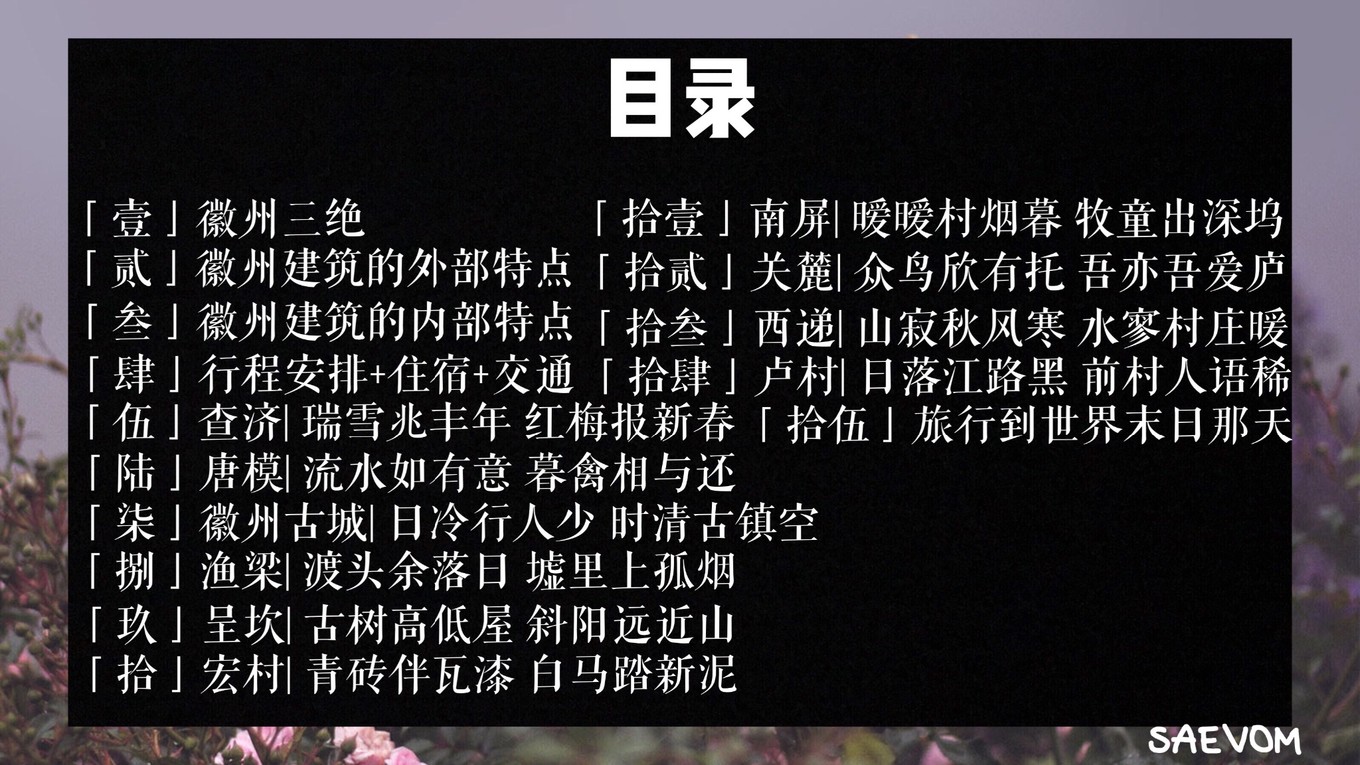 目录
「壹」徽州三绝
「贰」徽州建筑的外部特点
「叁」徽州建筑的内部特点
「肆」行程安排+住宿+交通
「伍」查济| 瑞雪兆丰年 红梅报新春
「陆」唐模| 流水如有意 暮禽相与还
「柒」徽州古城| 日冷行人少 时清古镇空
「捌」渔梁| 渡头余落日 墟里上孤烟
「玖」呈坎| 古树高低屋 斜阳远近山
「拾」宏村| 青砖伴瓦漆 白马踏新泥
「拾壹」南屏| 暧暧村烟暮 牧童出深坞
「拾贰」关麓| 众鸟欣有托 吾亦吾爱庐
「拾叁」西递| 山寂秋风寒 水寥村庄暖
「拾肆」卢村| 日落江路黑 前村人语稀
「拾伍」旅行到世界末日那天
SAEVOM